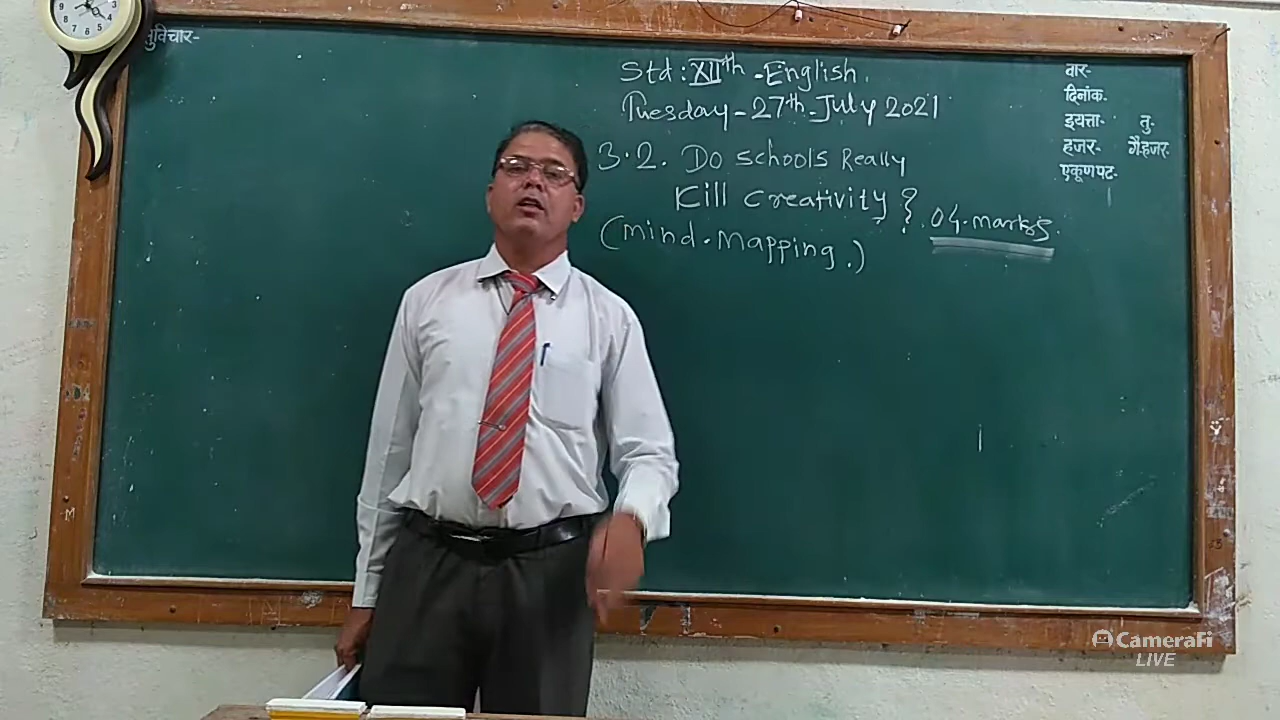 सुविचार-
Std: XIIth - English.
Tuesday - 27th July 2021
3.2. Do schools Really
Kill Creativity ?
04 marks.
(mind. mapping.)
वार-
दिनांक.
इयत्ता- तु-
हजर- गैहजर-
एकूणपट-
CameraFi
LIVE